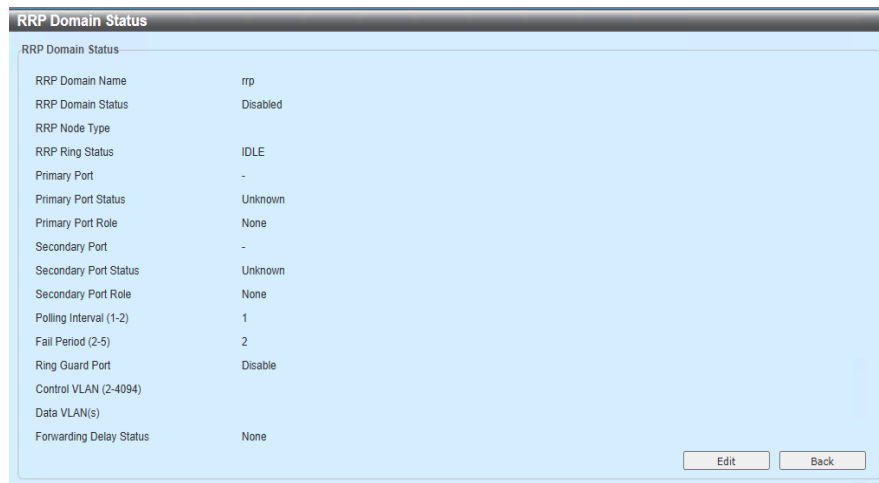 RRP Domain Status
RRP Domain Status
RRP Domain Name rrp
RRP Domain Status Disabled
RRP Node Type
RRP Ring Status IDLE
Primary Port -
Primary Port Status Unknown
Primary Port Role None
Secondary Port -
Secondary Port Status Unknown
Secondary Port Role None
Polling Interval (1-2) 1
Fail Period (2-5) 2
Ring Guard Port Disable
Control VLAN (2-4094)
Data VLAN(s)
Forwarding Delay Status None
Edit Back